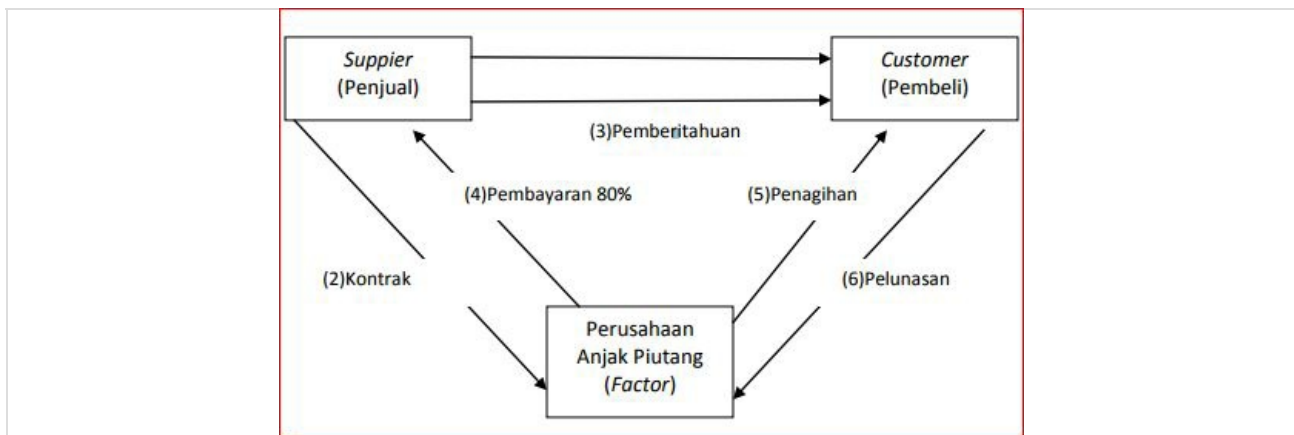 Suppier
(Penjual)
Customer
(Pembeli)
(3)Pemberitahuan
(4)Pembayaran 80%
(5)Penagihan
(2)Kontrak
(6)Pelunasan
Perusahaan
Anjak Piutang
(Factor)